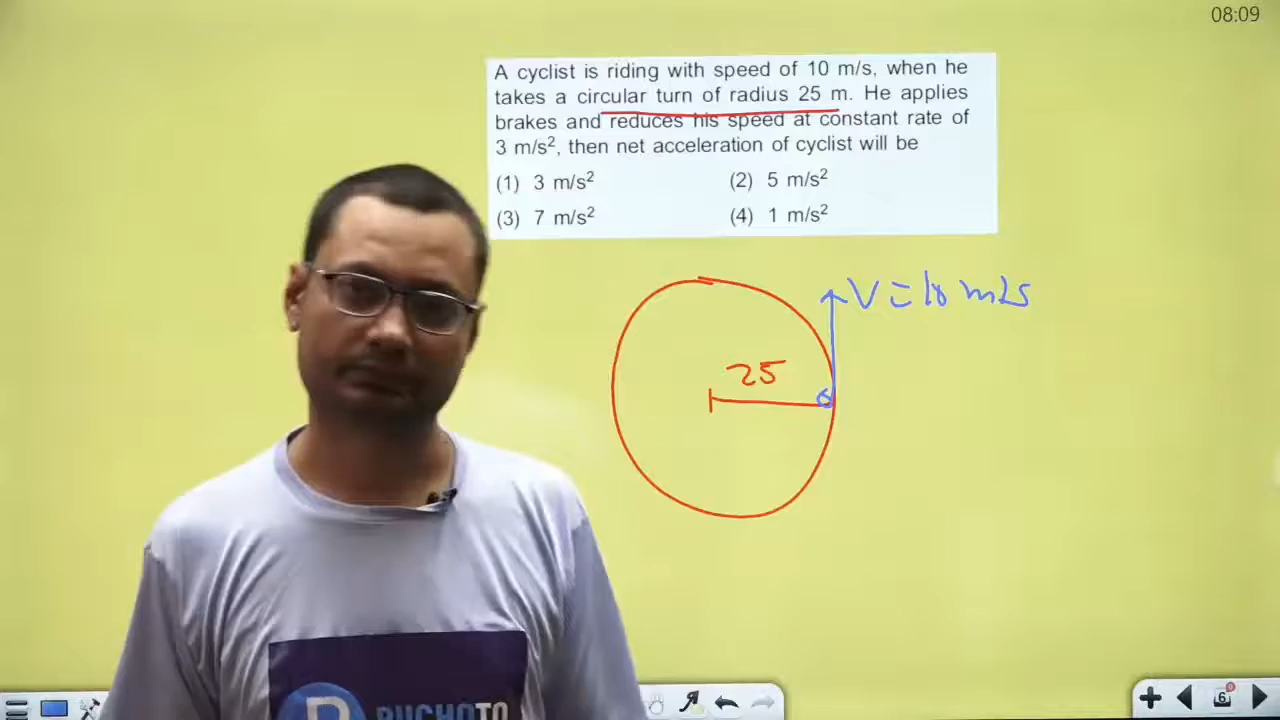 08:09
A cyclist is riding with speed of 10 m/s, when he
takes a circular turn of radius 25 m. He applies
brakes and reduces his speed at constant rate of
3 m/s², then net acceleration of cyclist will be
(1) 3 m/s²
(2) 5 m/s²
(3) 7 m/s²
(4) 1 m/s²
V = 10 m/s
25
6